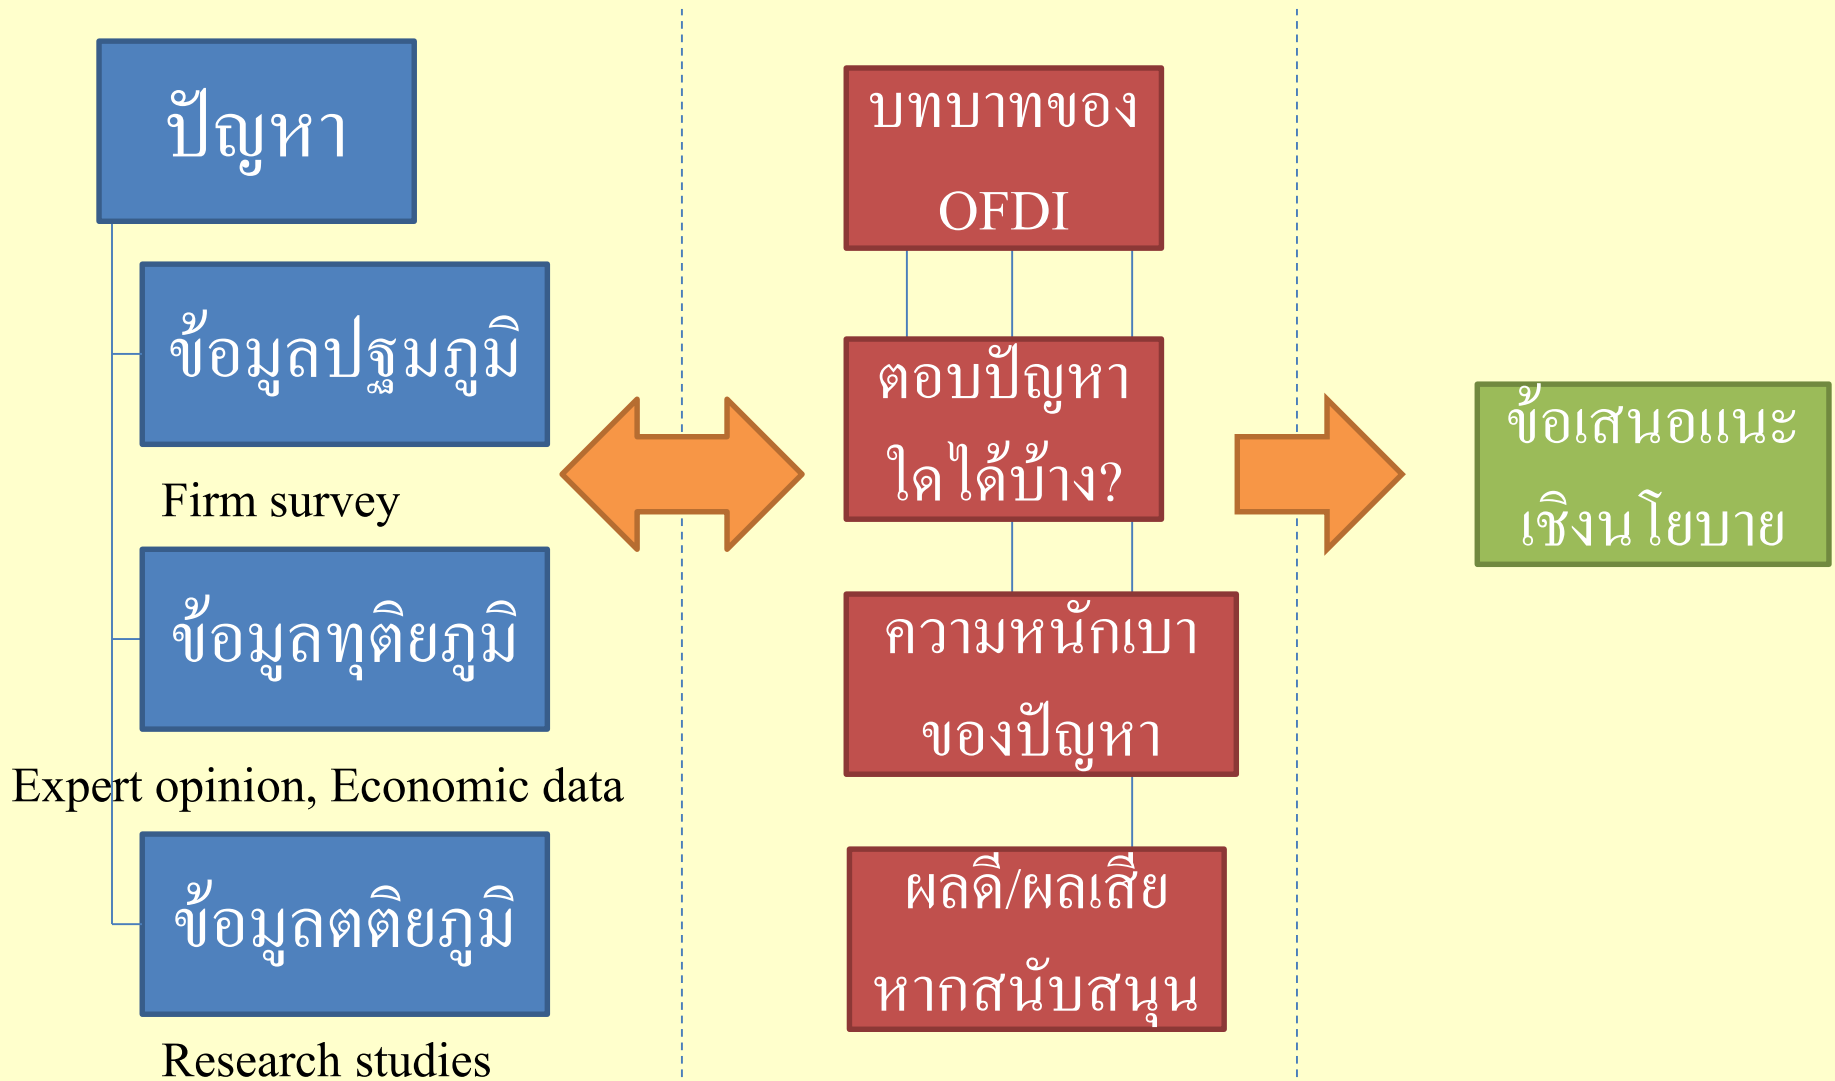 ปัญหา
ข้อมูลปฐมภูมิ
Firm survey
ข้อมูลทุติยภูมิ
Expert opinion, Economic data
ข้อมูลตติยภูมิ
Research studies
บทบาทของ
OFDI
ตอบปัญหา
ใดได้บ้าง?
ความหนักเบา
ของปัญหา
ผลดี/ผลเสีย
หากสนับสนุน
ข้อเสนอแนะ
เชิงนโยบาย